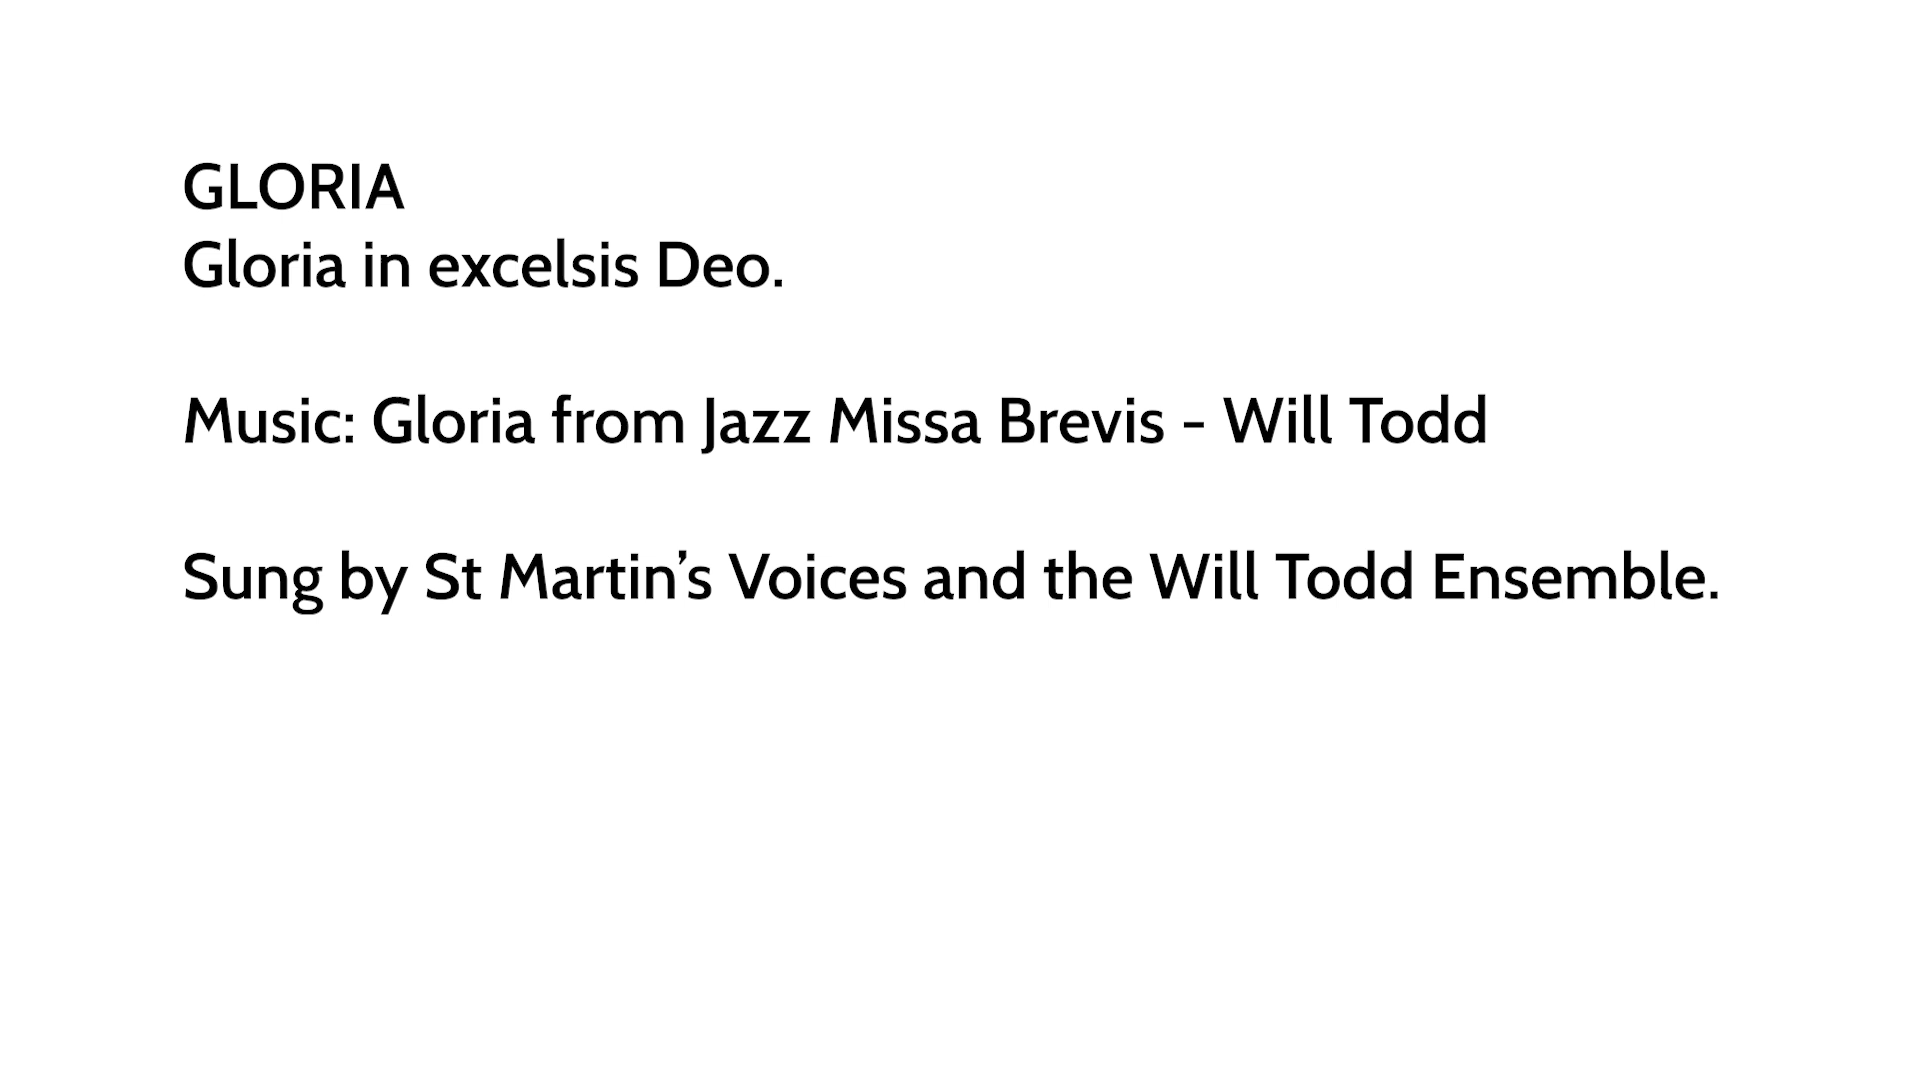 GLORIA
Gloria in excelsis Deo.
Music: Gloria from Jazz Missa Brevis - Will Todd
Sung by St Martin’s Voices and the Will Todd Ensemble.